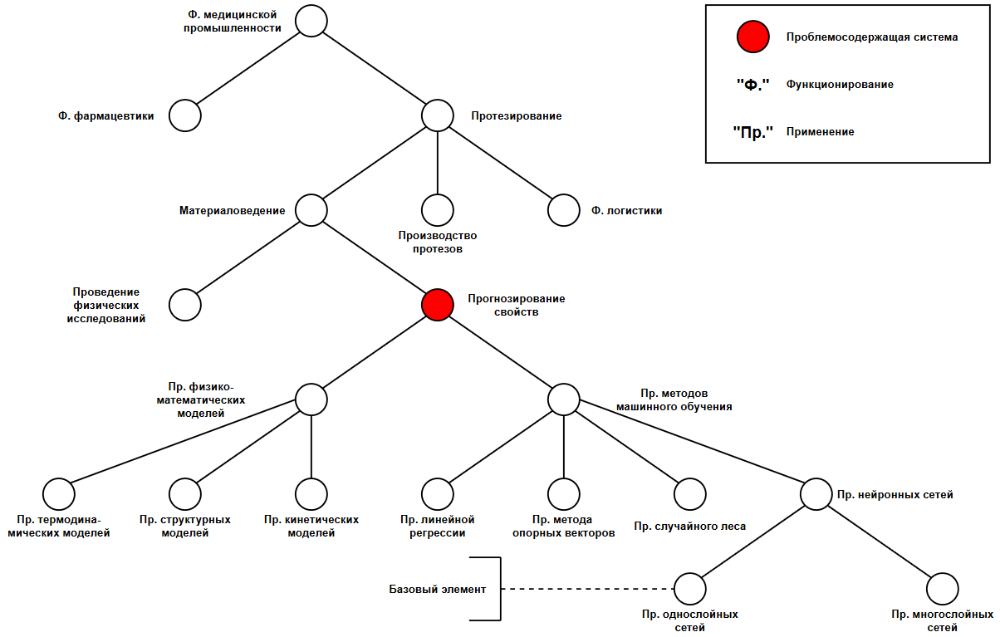 Ф. медицинской
промышленности
Проблемосодержащая система
"Ф."
Функционирование
"Пр."
Применение
Ф. фармацевтики
Протезирование
Материаловедение
Производство
протезов
Ф. логистики
Проведение
физических
исследований
Прогнозирование
свойств
Пр. физико-
математических
моделей
Пр. методов
машинного обучения
Пр. термодина-
мических моделей
Пр. структурных
моделей
Пр. кинетических
моделей
Пр. линейной
регрессии
Пр. метода
опорных векторов
Пр. случайного леса
Пр. нейронных сетей
Базовый элемент
Пр. однослойных
сетей
Пр. многослойных
сетей